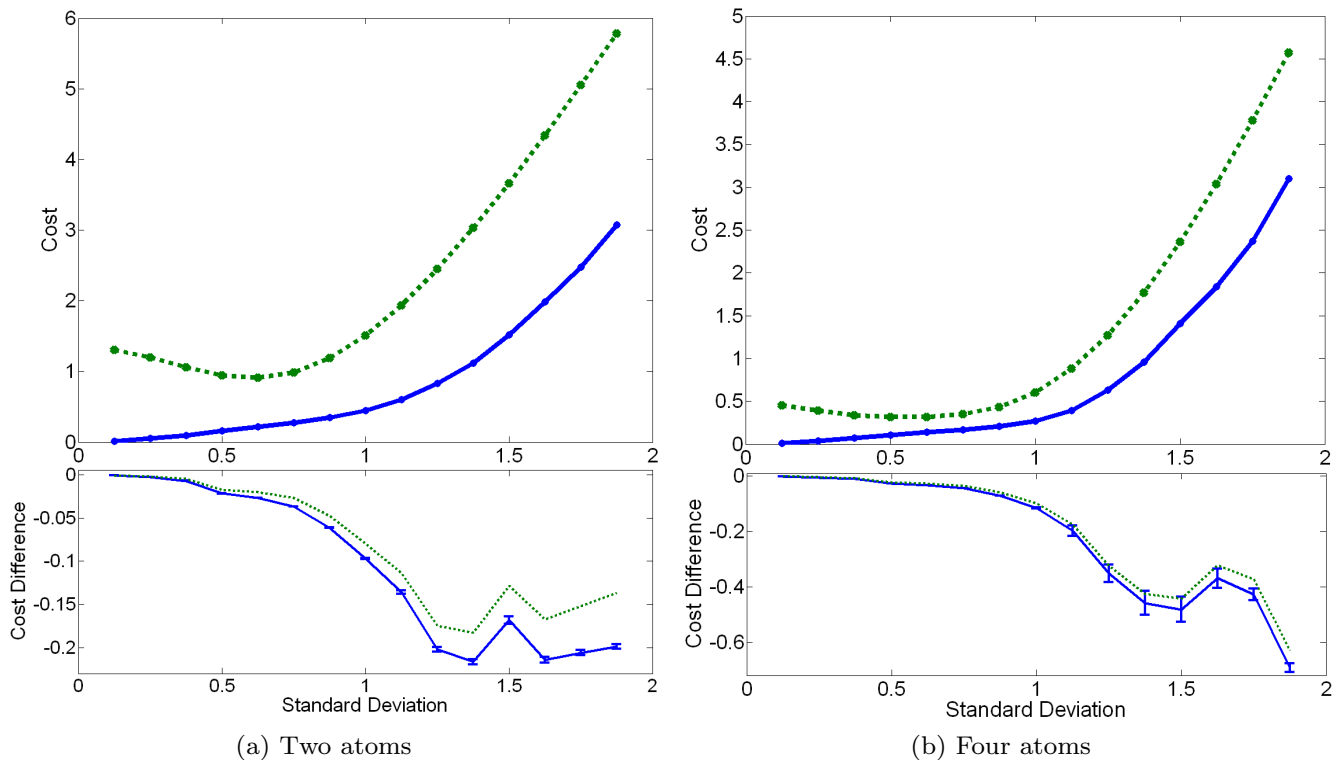 6
5
4
3
2
1
0
Cost
0 0.5 1 1.5 2
0
-0.05
-0.1
-0.15
-0.2
Cost Difference
0 0.5 1 1.5 2
Standard Deviation
(a) Two atoms
5
4.5
4
3.5
3
2.5
2
1.5
1
0.5
0
Cost
0 0.5 1 1.5 2
0
-0.2
-0.4
-0.6
Cost Difference
0 0.5 1 1.5 2
Standard Deviation
(b) Four atoms